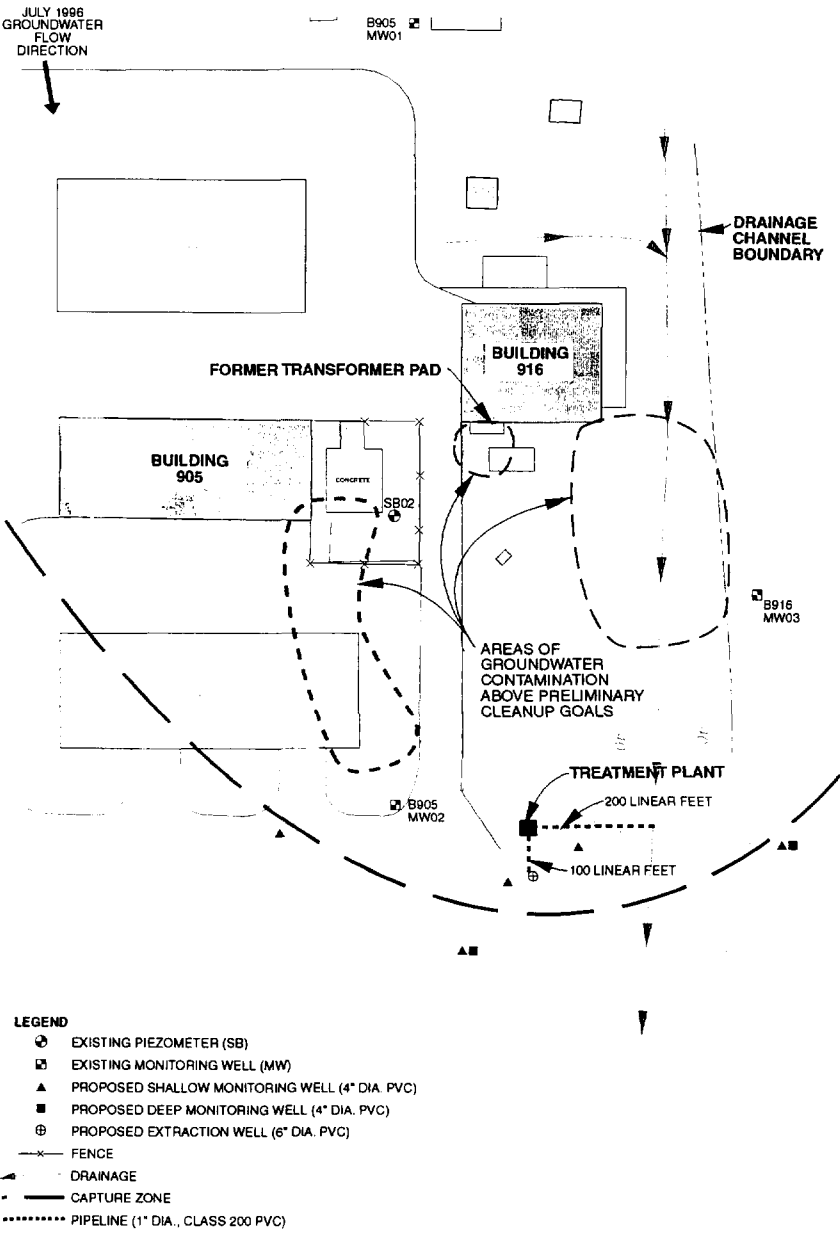 JULY 1996
GROUNDWATER
FLOW
DIRECTION
B905
MW01
DRAINAGE
CHANNEL
BOUNDARY
BUILDING
916
FORMER TRANSFORMER PAD
BUILDING
905
CONCRETE
SB02
B916
MW03
AREAS OF
GROUNDWATER
CONTAMINATION
ABOVE PRELIMINARY
CLEANUP GOALS
TREATMENT PLANT
200 LINEAR FEET
B905
MW02
100 LINEAR FEET
LEGEND
EXISTING PIEZOMETER (SB)
EXISTING MONITORING WELL (MW)
PROPOSED SHALLOW MONITORING WELL (4" DIA. PVC)
PROPOSED DEEP MONITORING WELL (4" DIA. PVC)
PROPOSED EXTRACTION WELL (6" DIA. PVC)
FENCE
DRAINAGE
CAPTURE ZONE
PIPELINE (1" DIA., CLASS 200 PVC)